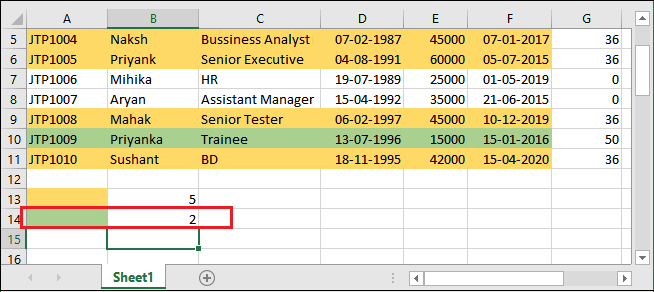 A B C D E F G
5 JTP1004 Naksh Bussiness Analyst 07-02-1987 45000 07-01-2017 36
6 JTP1005 Priyank Senior Executive 04-08-1991 60000 05-07-2015 36
7 JTP1006 Mihika HR 19-07-1989 25000 01-05-2019 0
8 JTP1007 Aryan Assistant Manager 15-04-1992 35000 21-06-2015 0
9 JTP1008 Mahak Senior Tester 06-02-1997 45000 10-12-2019 36
10 JTP1009 Priyanka Trainee 13-07-1996 15000 15-01-2016 50
11 JTP1010 Sushant BD 18-11-1995 42000 15-04-2020 36
12
13 5
14 2
15
16
Sheet1